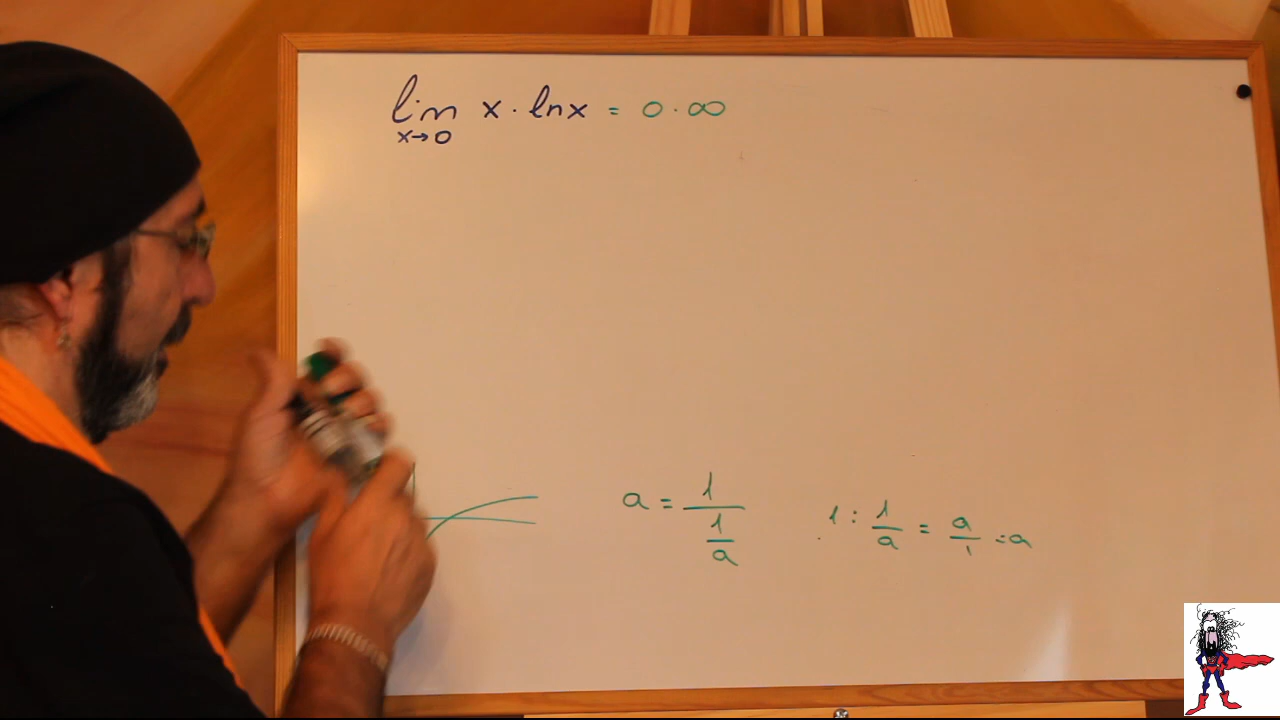 lim x · ln x = 0 · ∞
x→0
a = 1 / (1/a)
1 : 1/a = a/1 = a